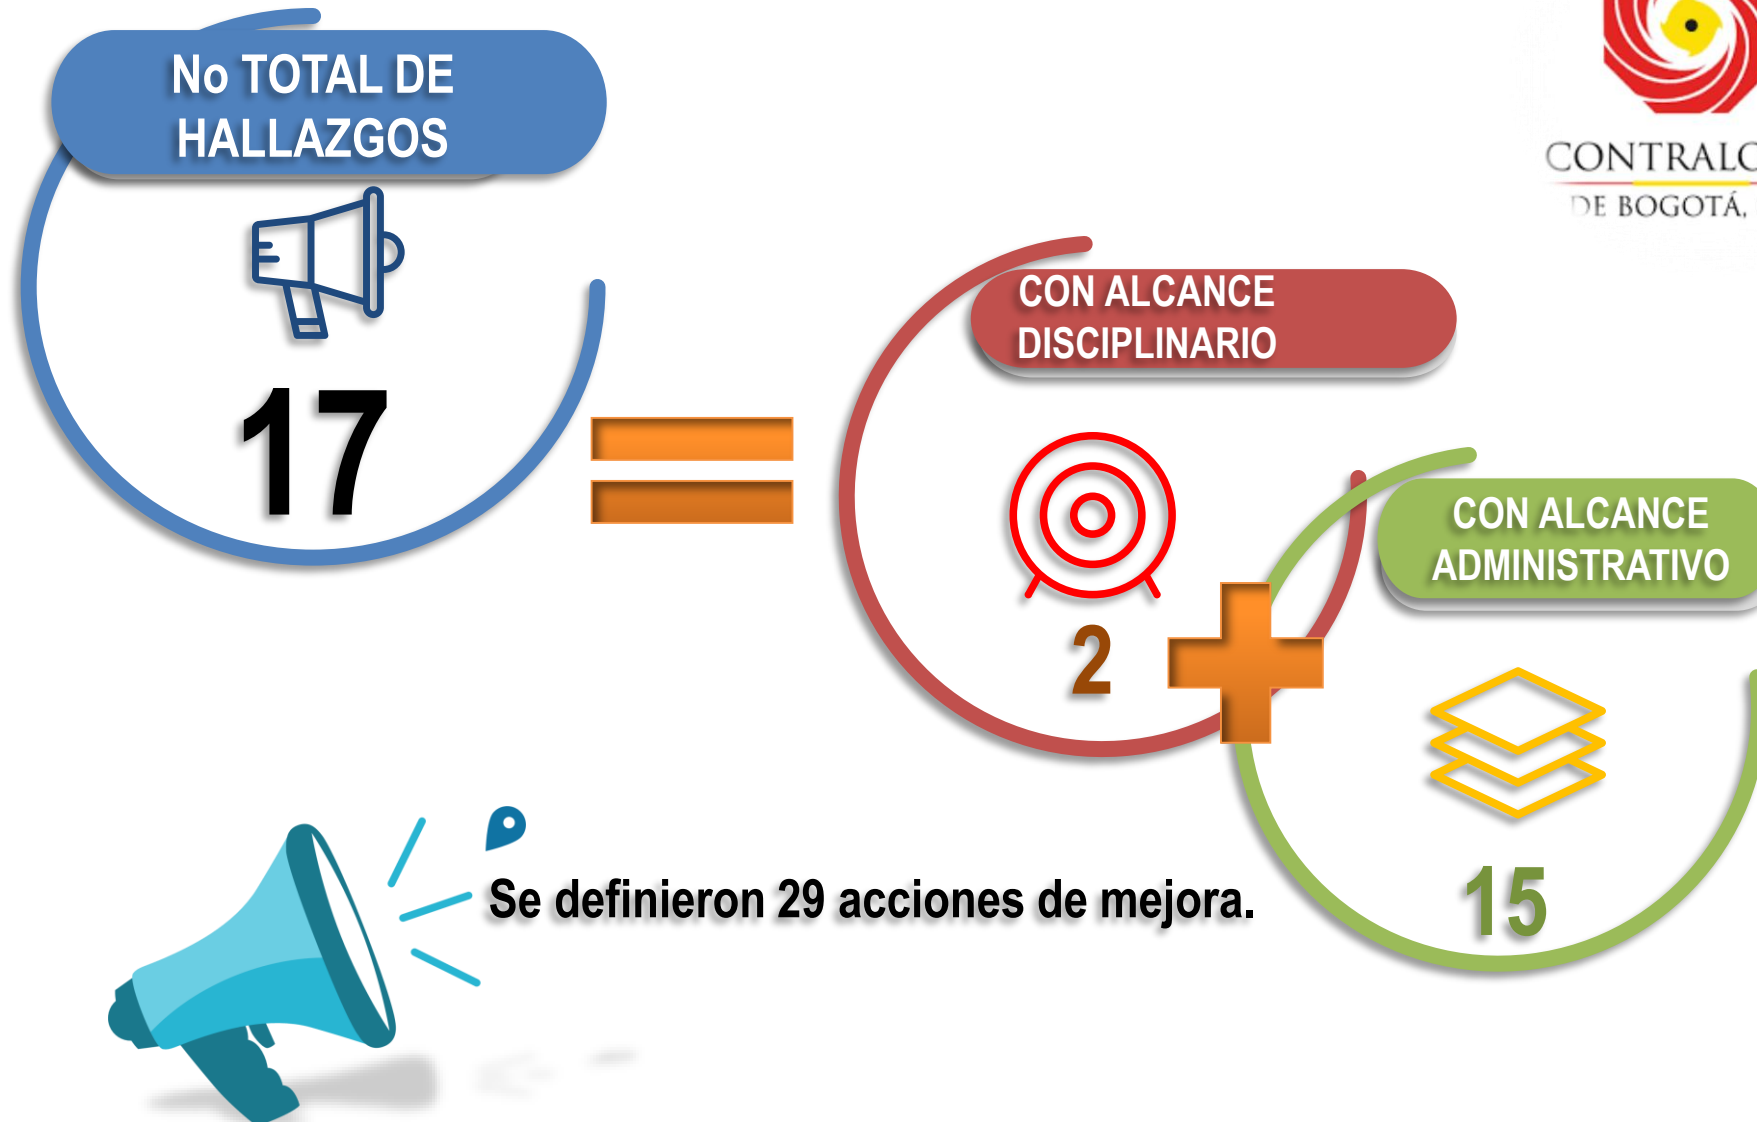 No TOTAL DE
HALLAZGOS
17
CONTRALO
DE BOGOTÁ,
CON ALCANCE
DISCIPLINARIO
2
CON ALCANCE
ADMINISTRATIVO
15
Se definieron 29 acciones de mejora.